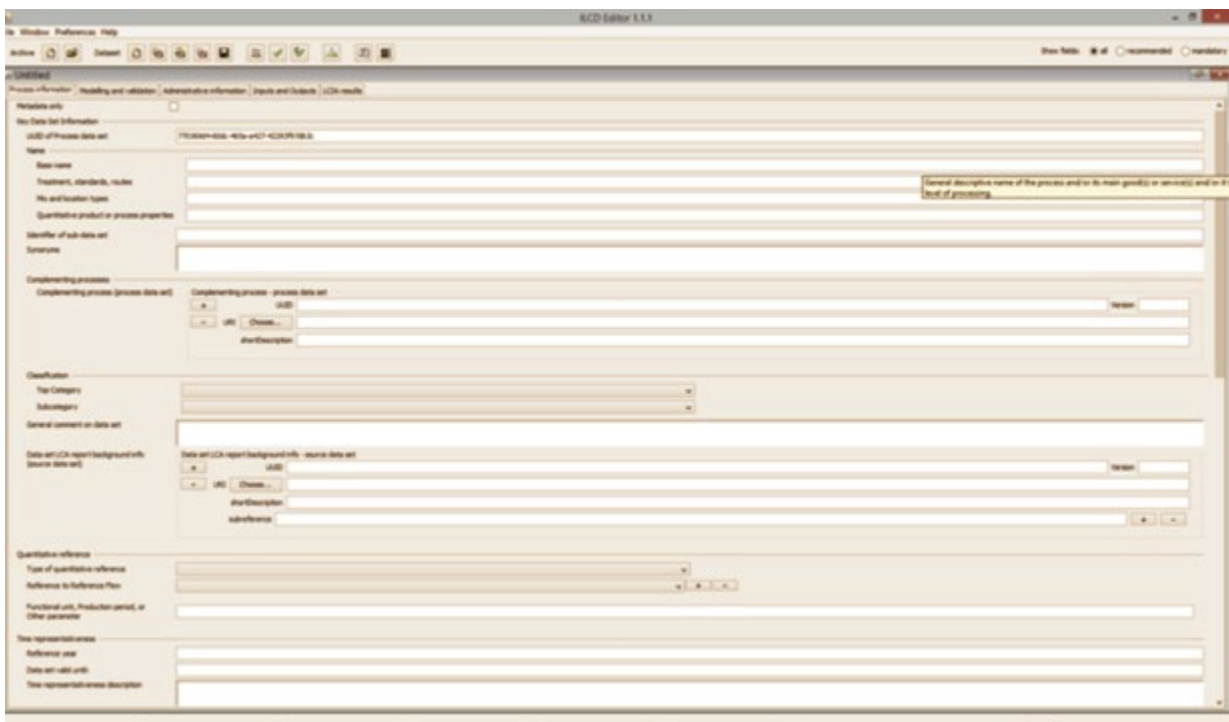 ILCD Editor 1.1.1
Window Preferences Help
Archive Dataset Show fields: all recommended mandatory
Untitled
Process information Modelling and validation Administrative information Inputs and Outputs LCIA results
Metadata only
Key Data Set Information
UUID of Process data set
Name
Base name
Treatment, standards, routes
General descriptive name of the process and/or its main good(s) or service(s) and/or it
level of processing.
Mix and location types
Quantitative product or process properties
Identifier of sub-data set
Synonyms
Complementing processes
Complementing process (process data set) Complementing process - process data set
+ UUID Version
- URI Choose...
shortDescription
Classification
Top Category
Subcategory
General comment on data set
Data set LCA report background info
(source data set)
Data set LCA report background info - source data set
+ UUID Version
- URI Choose...
shortDescription
subreference + -
Quantitative reference
Type of quantitative reference
Reference to Reference Flow + -
Functional unit, Production period, or
Other parameter
Time representativeness
Reference year
Data set valid until:
Time representativeness description